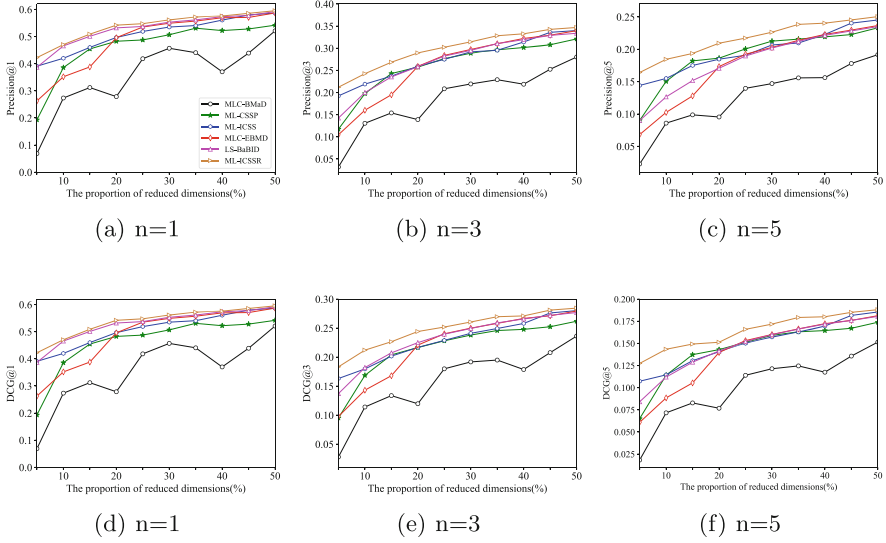 0.6
0.5
0.4
0.3
0.2
0.1
0.0
Precision@1
10 20 30 40 50
The proportion of reduced dimensions(%)
MLC-BMaD
ML-CSSP
ML-ICSS
MLC-EBMD
LS-BaBID
ML-ICSSR
(a) n=1
0.35
0.30
0.25
0.20
0.15
0.10
0.05
Precision@3
10 20 30 40 50
The proportion of reduced dimensions(%)
(b) n=3
0.25
0.20
0.15
0.10
0.05
Precision@5
10 20 30 40 50
The proportion of reduced dimensions(%)
(c) n=5
0.6
0.5
0.4
0.3
0.2
0.1
0.0
DCG@1
10 20 30 40 50
The proportion of reduced dimensions(%)
(d) n=1
0.30
0.25
0.20
0.15
0.10
0.05
DCG@3
10 20 30 40 50
The proportion of reduced dimensions(%)
(e) n=3
0.200
0.175
0.150
0.125
0.100
0.075
0.050
0.025
DCG@5
10 20 30 40 50
The proportion of reduced dimensions(%)
(f) n=5